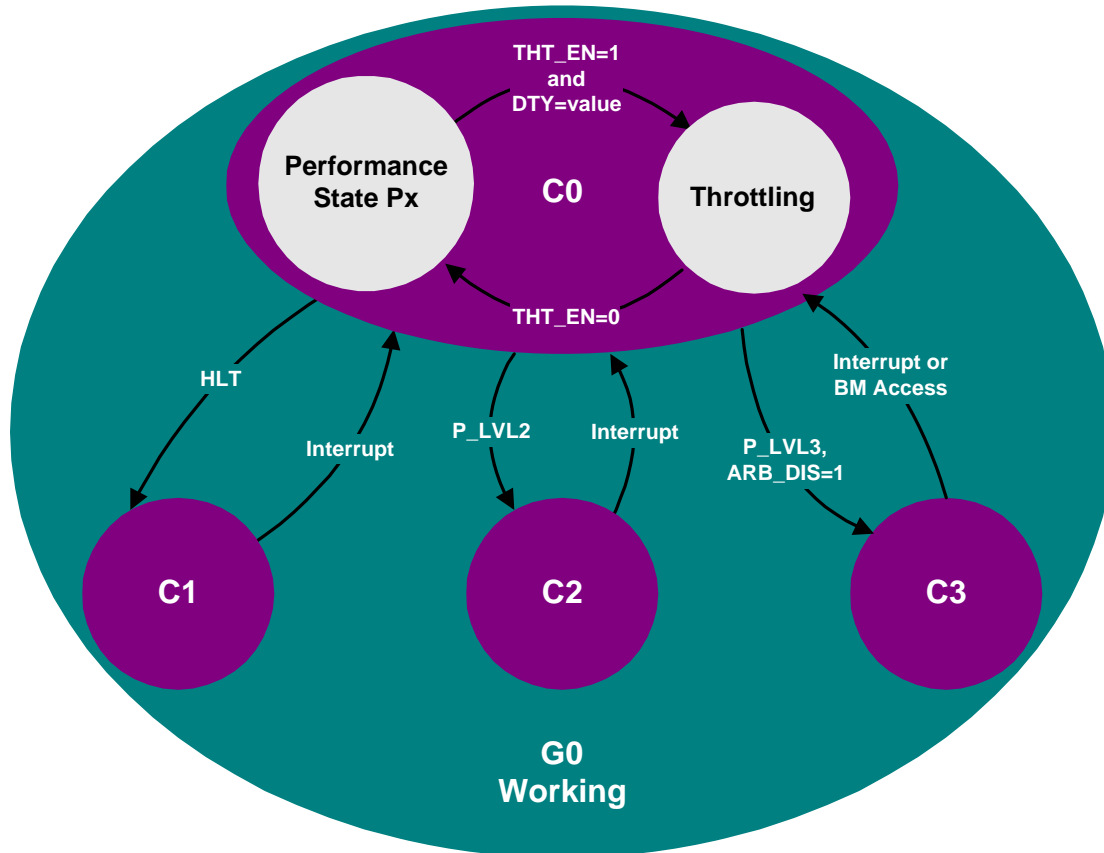 THT_EN=1
and
DTY=value
Performance
State Px
C0
Throttling
THT_EN=0
HLT
Interrupt
P_LVL2
Interrupt
P_LVL3,
ARB_DIS=1
Interrupt or
BM Access
C1
C2
C3
G0
Working